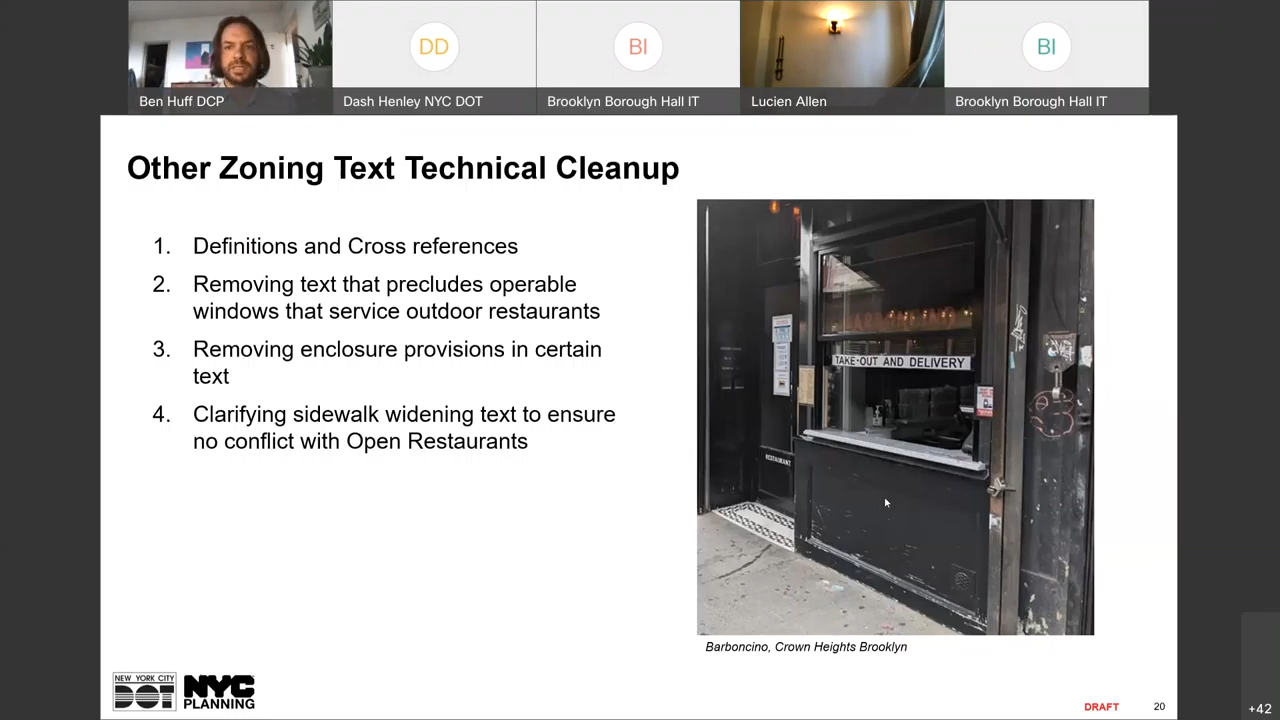 DD
BI
BI
Ben Huff DCP
Dash Henley NYC DOT
Brooklyn Borough Hall IT
Lucien Allen
Brooklyn Borough Hall IT
Other Zoning Text Technical Cleanup
1. Definitions and Cross references
2. Removing text that precludes operable
windows that service outdoor restaurants
3. Removing enclosure provisions in certain
text
4. Clarifying sidewalk widening text to ensure
no conflict with Open Restaurants
TAKE-OUT AND DELIVERY
RESTAURANT
Barboncino, Crown Heights Brooklyn
NEW YORK CITY
DOT
NYC
PLANNING
DRAFT
20
+42